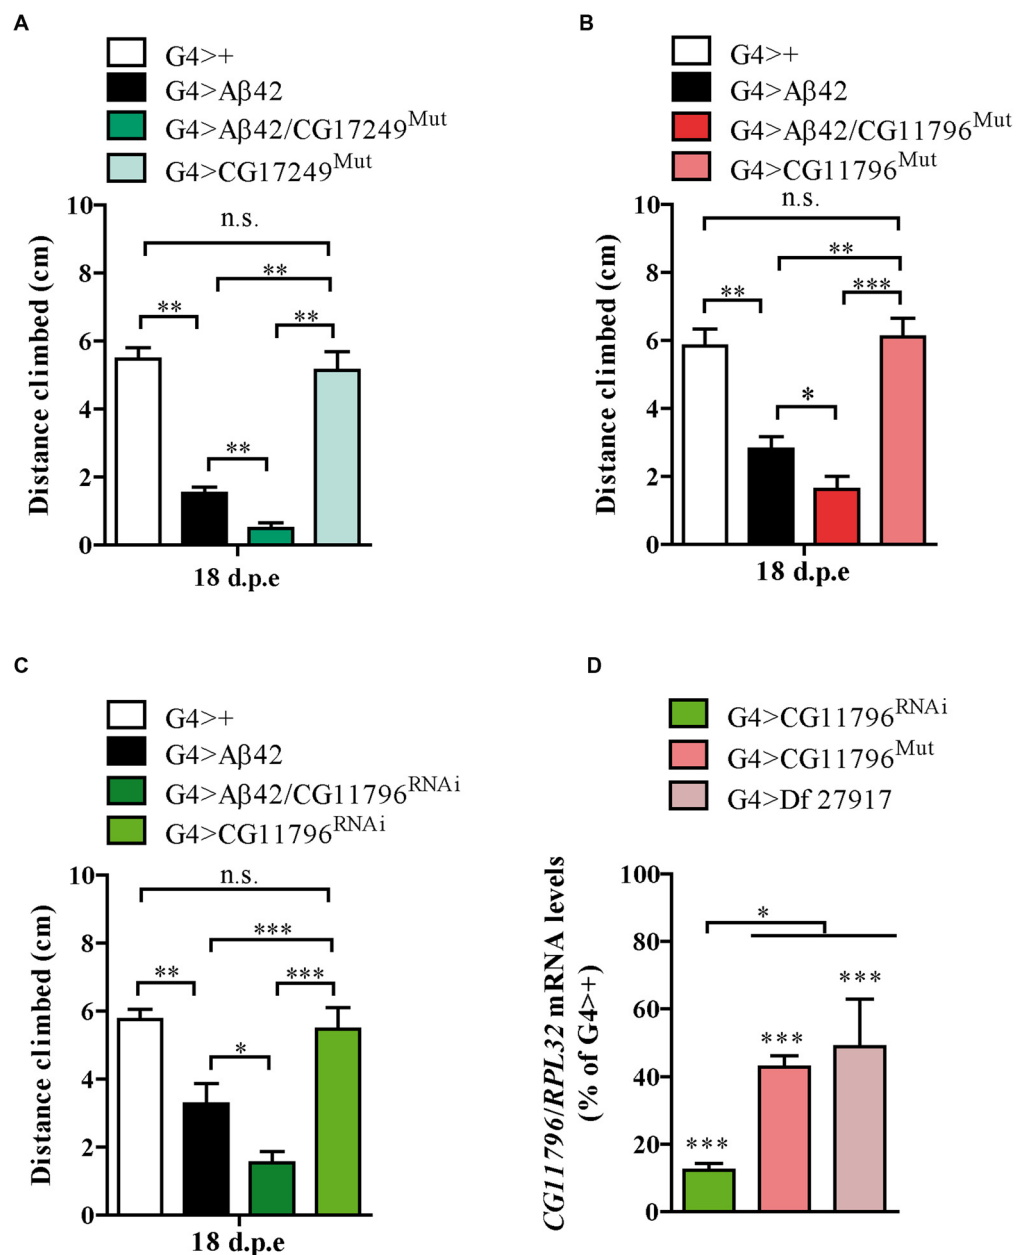 A
G4>+
G4>Aβ42
G4>Aβ42/CG17249Mut
G4>CG17249Mut
Distance climbed (cm)
10
8
6
4
2
0
n.s.
**
**
**
**
18 d.p.e
B
G4>+
G4>Aβ42
G4>Aβ42/CG11796Mut
G4>CG11796Mut
Distance climbed (cm)
10
8
6
4
2
0
n.s.
**
**
***
*
18 d.p.e
C
G4>+
G4>Aβ42
G4>Aβ42/CG11796RNAi
G4>CG11796RNAi
Distance climbed (cm)
10
8
6
4
2
0
n.s.
***
**
***
*
18 d.p.e
D
G4>CG11796RNAi
G4>CG11796Mut
G4>Df 27917
CG11796/RPL32 mRNA levels
(% of G4>+)
100
80
60
40
20
0
*
***
***
***